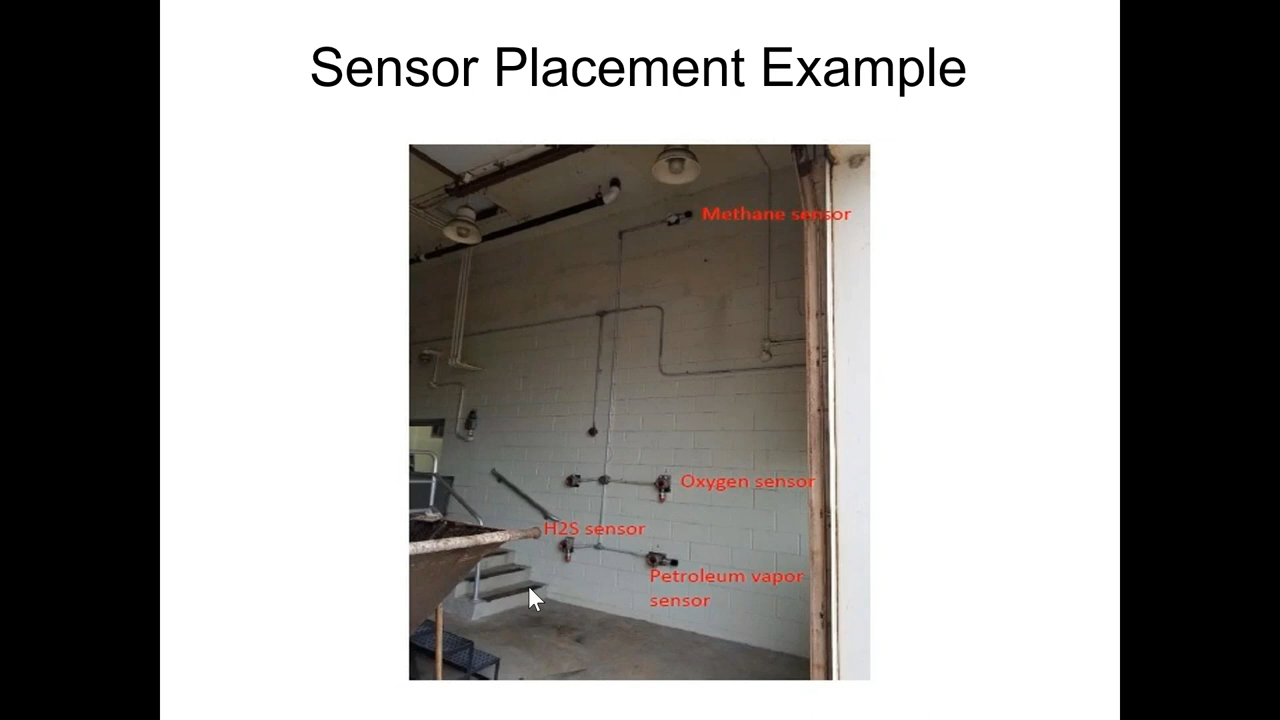 Sensor Placement Example
Methane sensor
Oxygen sensor
H2S sensor
Petroleum vapor
sensor